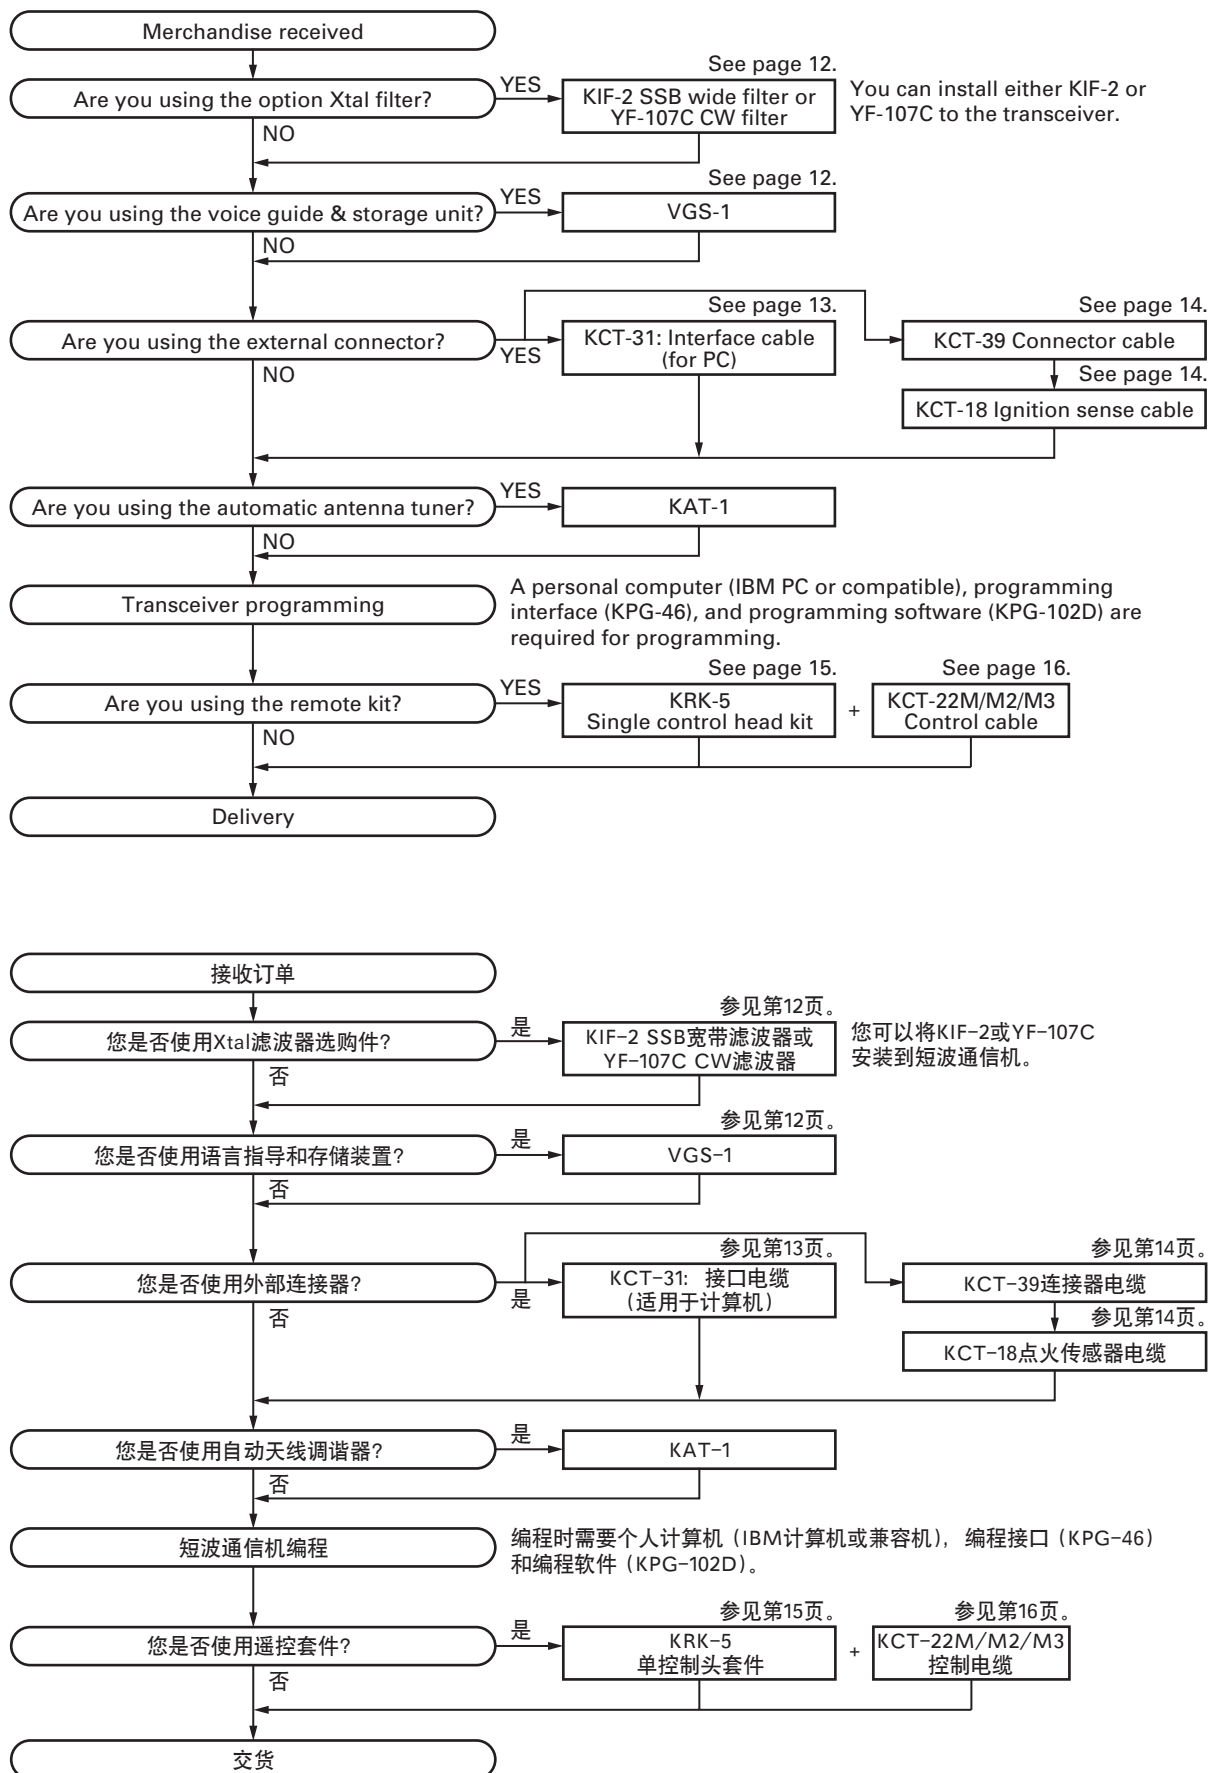 Merchandise received
See page 12.
Are you using the option Xtal filter?
YES
KIF-2 SSB wide filter or
YF-107C CW filter
You can install either KIF-2 or
YF-107C to the transceiver.
NO
See page 12.
Are you using the voice guide & storage unit?
YES
VGS-1
NO
See page 13.
See page 14.
Are you using the external connector?
YES
KCT-31: Interface cable
(for PC)
KCT-39 Connector cable
NO
See page 14.
KCT-18 Ignition sense cable
Are you using the automatic antenna tuner?
YES
KAT-1
NO
Transceiver programming
A personal computer (IBM PC or compatible), programming
interface (KPG-46), and programming software (KPG-102D) are
required for programming.
See page 15.
See page 16.
Are you using the remote kit?
YES
KRK-5
Single control head kit
+
KCT-22M/M2/M3
Control cable
NO
Delivery
接收订单
参见第12页。
您是否使用Xtal滤波器选购件?
是
KIF-2 SSB宽带滤波器或
YF-107C CW滤波器
您可以将KIF-2或YF-107C
安装到短波通信机。
否
参见第12页。
您是否使用语言指导和存储装置?
是
VGS-1
否
参见第13页。
参见第14页。
您是否使用外部连接器?
是
KCT-31: 接口电缆
(适用于计算机)
KCT-39连接器电缆
否
参见第14页。
KCT-18点火传感器电缆
您是否使用自动天线调谐器?
是
KAT-1
否
短波通信机编程
编程时需要个人计算机 (IBM计算机或兼容机), 编程接口 (KPG-46)
和编程软件 (KPG-102D)。
参见第15页。
参见第16页。
您是否使用遥控套件?
是
KRK-5
单控制头套件
+
KCT-22M/M2/M3
控制电缆
否
交货